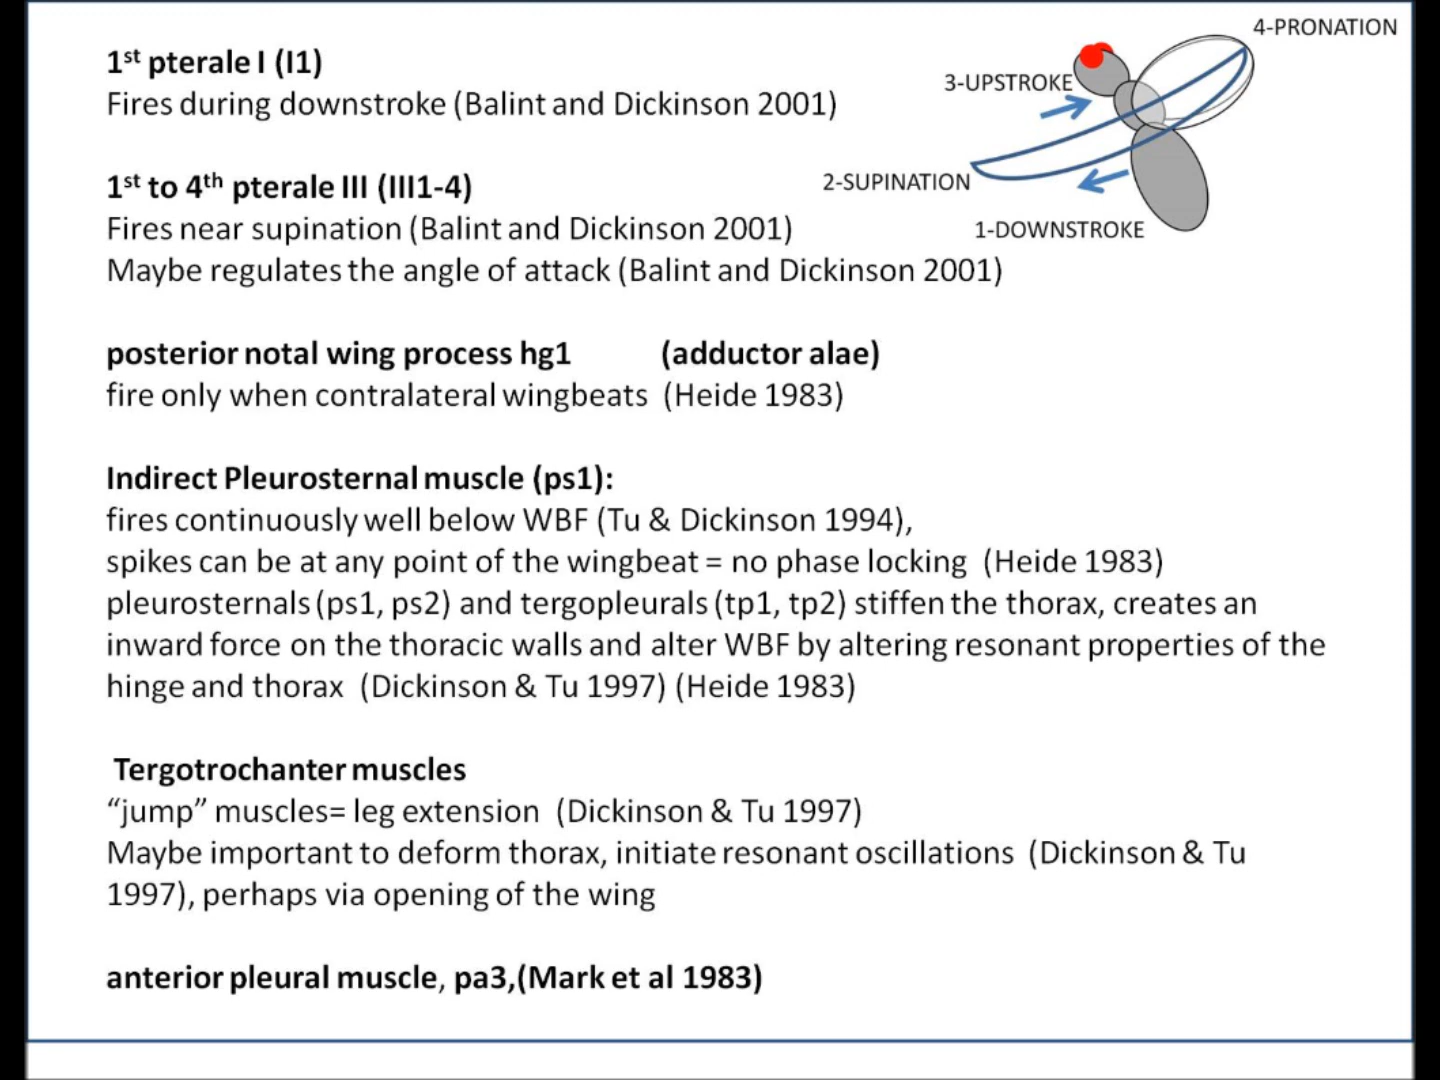 4-PRONATION
1st pterale I (I1)
3-UPSTROKE
Fires during downstroke (Balint and Dickinson 2001)
1st to 4th pterale III (III1-4)
2-SUPINATION
Fires near supination (Balint and Dickinson 2001)
1-DOWNSTROKE
Maybe regulates the angle of attack (Balint and Dickinson 2001)
posterior notal wing process hg1 (adductor alae)
fire only when contralateral wingbeats (Heide 1983)
Indirect Pleurosternal muscle (ps1):
fires continuously well below WBF (Tu & Dickinson 1994),
spikes can be at any point of the wingbeat = no phase locking (Heide 1983)
pleurosternals (ps1, ps2) and tergopleurals (tp1, tp2) stiffen the thorax, creates an
inward force on the thoracic walls and alter WBF by altering resonant properties of the
hinge and thorax (Dickinson & Tu 1997) (Heide 1983)
Tergotrochanter muscles
“jump” muscles= leg extension (Dickinson & Tu 1997)
Maybe important to deform thorax, initiate resonant oscillations (Dickinson & Tu
1997), perhaps via opening of the wing
anterior pleural muscle, pa3,(Mark et al 1983)